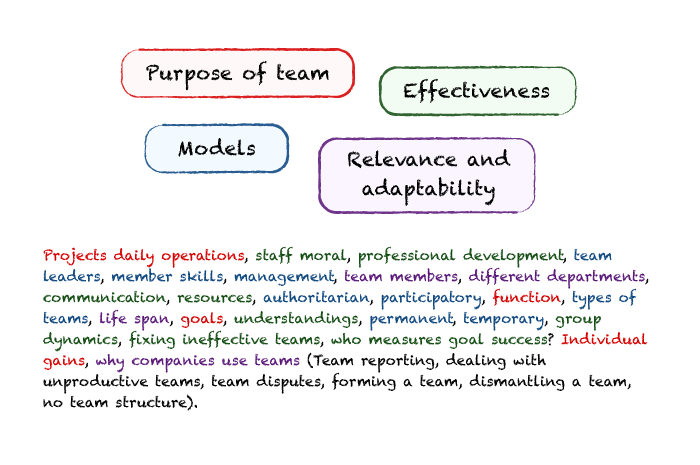 Purpose of team
Effectiveness
Models
Relevance and
adaptability
Projects daily operations, staff moral, professional development, team
leaders, member skills, management, team members, different departments,
communication, resources, authoritarian, participatory, function, types of
teams, life span, goals, understandings, permanent, temporary, group
dynamics, fixing ineffective teams, who measures goal success? Individual
gains, why companies use teams (Team reporting, dealing with
unproductive teams, team disputes, forming a team, dismantling a team,
no team structure).